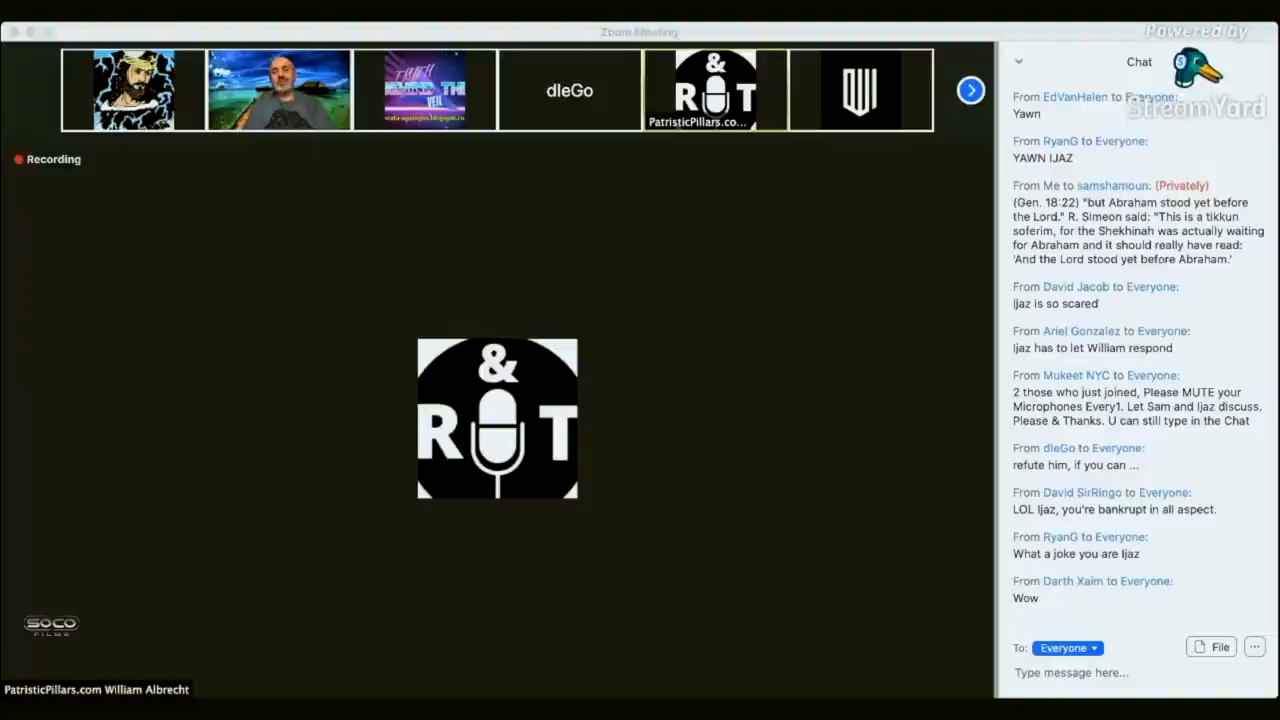 Zoom Meeting
Powered by
StreamYard
BEHIND THE
VEIL
dleGo
&
R T
PatristicPillars.co...
Recording
&
R T
SOCO
FILMS
PatristicPillars.com William Albrecht
Chat
From EdVanHalen to Everyone:
Yawn
From RyanG to Everyone:
YAWN IJAZ
From Me to samshamoun: (Privately)
(Gen. 18:22) "but Abraham stood yet before
the Lord." R. Simeon said: "This is a tikkun
soferim, for the Shekhinah was actually waiting
for Abraham and it should really have read:
'And the Lord stood yet before Abraham.'
From David Jacob to Everyone:
Ijaz is so scared
From Ariel Gonzalez to Everyone:
Ijaz has to let William respond
From Mukeet NYC to Everyone:
2 those who just joined, Please MUTE your
Microphones Every1. Let Sam and Ijaz discuss.
Please & Thanks. U can still type in the Chat
From dleGo to Everyone:
refute him, if you can ...
From David SirRingo to Everyone:
LOL Ijaz, you're bankrupt in all aspect.
From RyanG to Everyone:
What a joke you are Ijaz
From Darth Xaim to Everyone:
Wow
To: Everyone
File
Type message here...